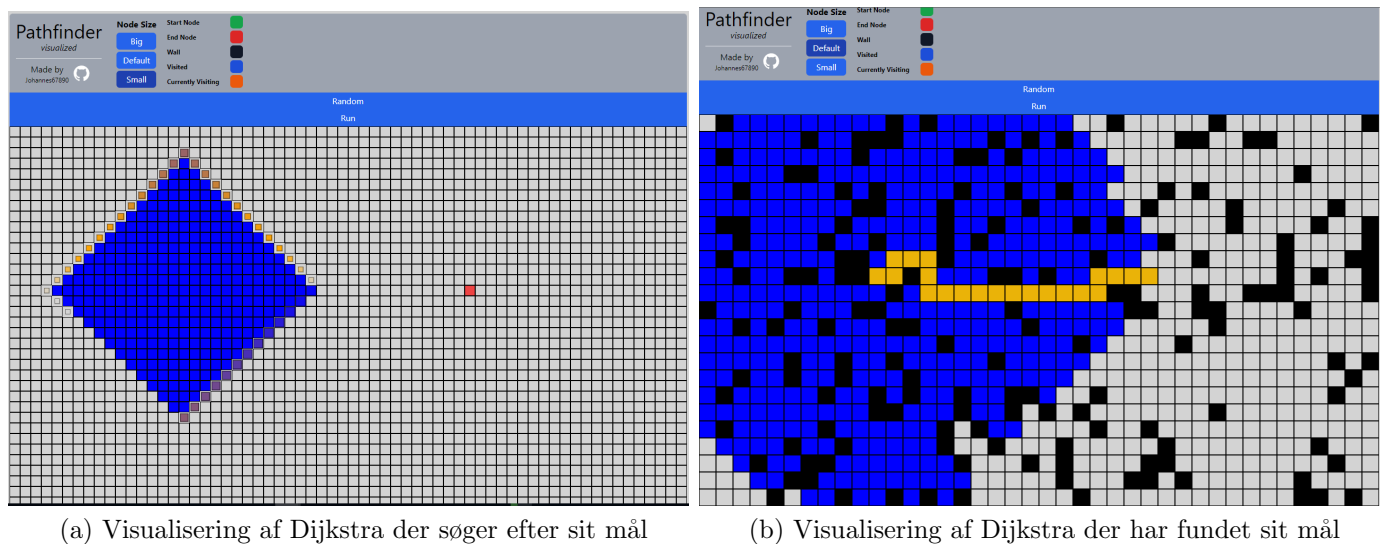 Pathfinder
visualized
Made by
Johannes67890
Node Size
Big
Default
Small
Start Node
End Node
Wall
Visited
Currently Visiting
Random
Run
Pathfinder
visualized
Made by
Johannes67890
Node Size
Big
Default
Small
Start Node
End Node
Wall
Visited
Currently Visiting
Random
Run
(a) Visualisering af Dijkstra der søger efter sit mål
(b) Visualisering af Dijkstra der har fundet sit mål